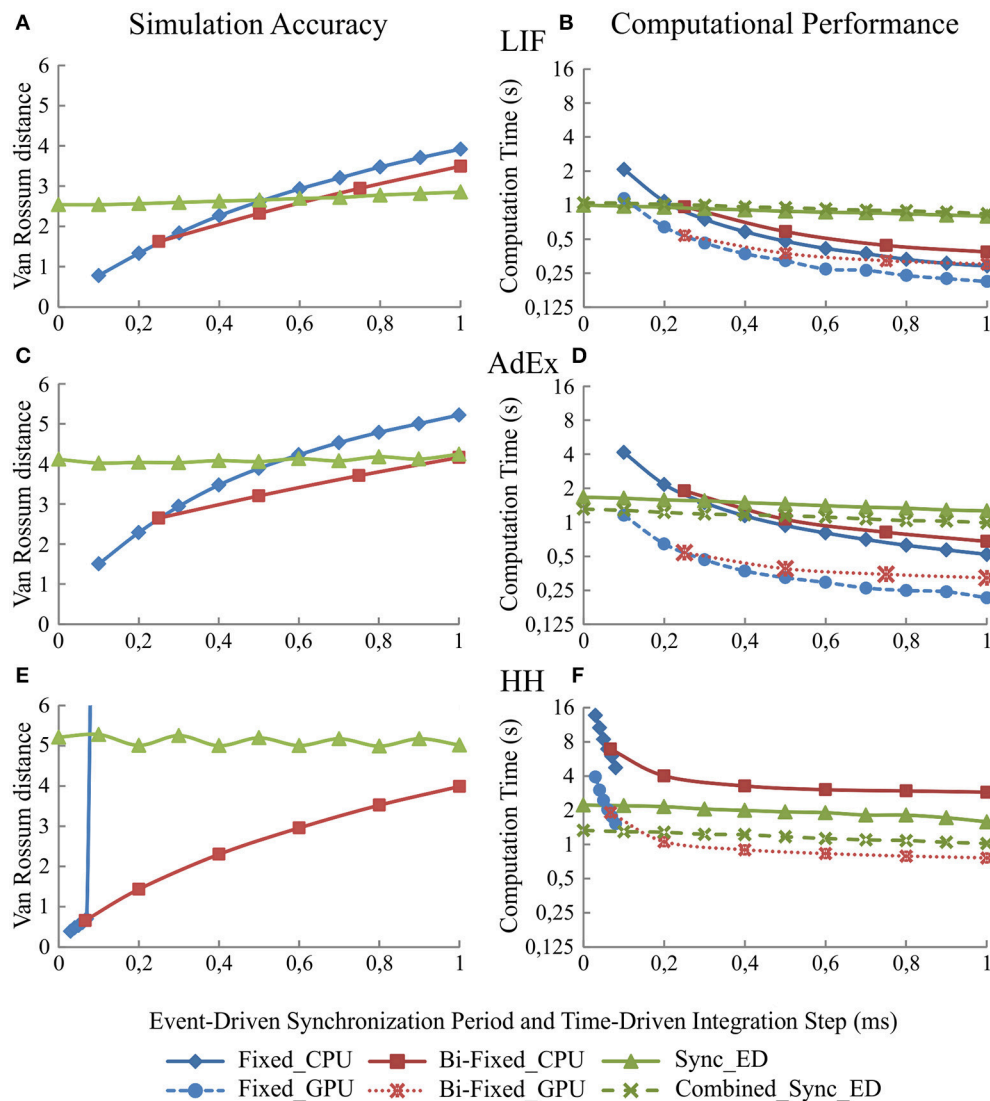 A Simulation Accuracy
LIF
B Computational Performance
Van Rossum distance
6
5
4
3
2
1
0
0 0,2 0,4 0,6 0,8 1
Computation Time (s)
16
8
4
2
1
0,5
0,25
0,125
0 0,2 0,4 0,6 0,8 1
C
AdEx
D
Van Rossum distance
6
5
4
3
2
1
0
0 0,2 0,4 0,6 0,8 1
Computation Time (s)
16
8
4
2
1
0,5
0,25
0,125
0 0,2 0,4 0,6 0,8 1
E
HH
F
Van Rossum distance
6
5
4
3
2
1
0
0 0,2 0,4 0,6 0,8 1
Computation Time (s)
16
8
4
2
1
0,5
0,25
0,125
0 0,2 0,4 0,6 0,8 1
Event-Driven Synchronization Period and Time-Driven Integration Step (ms)
Fixed_CPU Bi-Fixed_CPU Sync_ED
Fixed_GPU Bi-Fixed_GPU Combined_Sync_ED